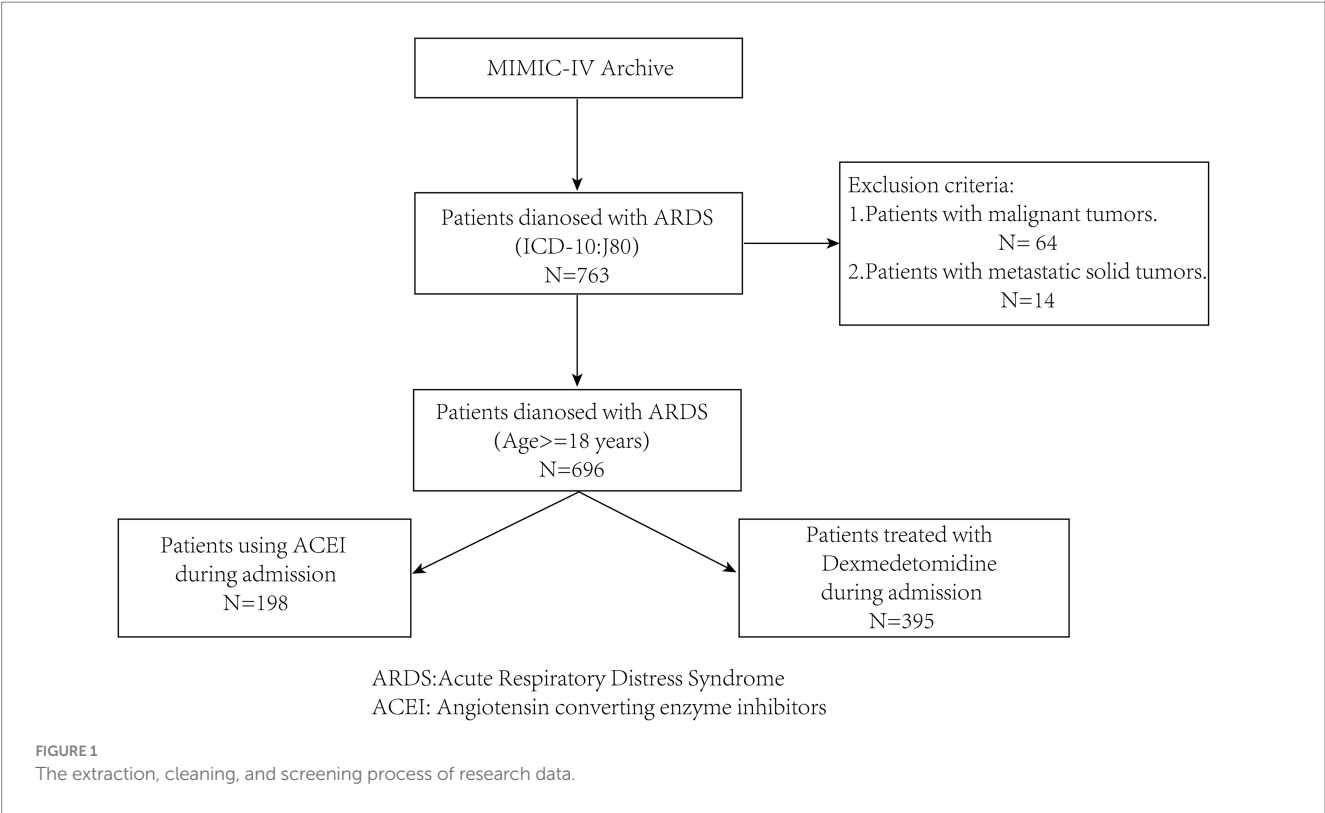 MIMIC-IV Archive
Patients dianosed with ARDS
(ICD-10:J80)
N=763
Exclusion criteria:
1.Patients with malignant tumors.
N= 64
2.Patients with metastatic solid tumors.
N=14
Patients dianosed with ARDS
(Age>=18 years)
N=696
Patients using ACEI
during admission
N=198
Patients treated with
Dexmedetomidine
during admission
N=395
ARDS:Acute Respiratory Distress Syndrome
ACEI: Angiotensin converting enzyme inhibitors
FIGURE 1
The extraction, cleaning, and screening process of research data.